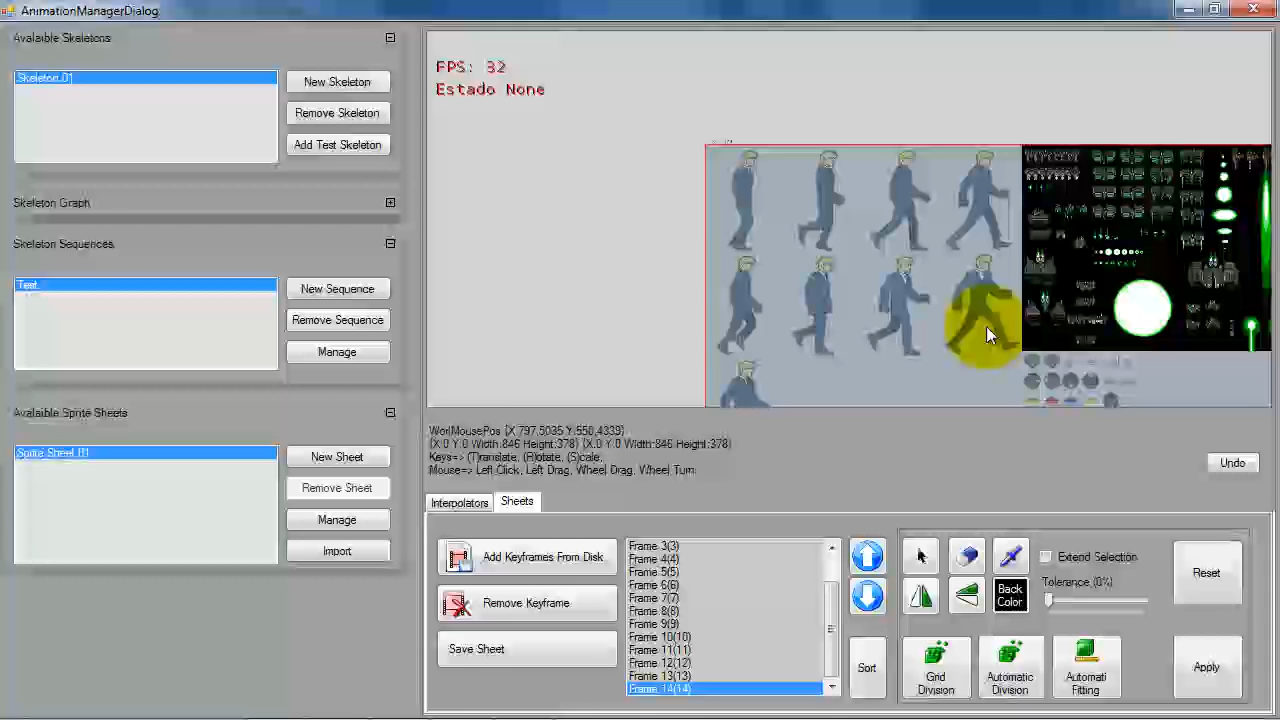 AnimationManagerDialog
Avalaible Skeletons
Skeleton 01
New Skeleton
Remove Skeleton
Add Test Skeleton
Skeleton Graph
Skeleton Sequences
Test
New Sequence
Remove Sequence
Manage
Avalaible Sprite Sheets
Sprite Sheet 01
New Sheet
Remove Sheet
Manage
Import
FPS: 32
Estado None
WorlMousePos {X:797,5035 Y:550,4339}
{X:0 Y:0 Width:846 Height:378} {X:0 Y:0 Width:846 Height:378}
Keys=> (T)ranslate, (R)otate, (S)cale,
Mouse=> Left Click, Left Drag, Wheel Drag, Wheel Turn
Undo
Interpolators
Sheets
Add Keyframes From Disk
Remove Keyframe
Save Sheet
Frame 3(3)
Frame 4(4)
Frame 5(5)
Frame 6(6)
Frame 7(7)
Frame 8(8)
Frame 9(9)
Frame 10(10)
Frame 11(11)
Frame 12(12)
Frame 13(13)
Frame 14(14)
Sort
Back
Color
Extend Selection
Tolerance (0%)
Reset
Grid
Division
Automatic
Division
Automati
Fitting
Apply